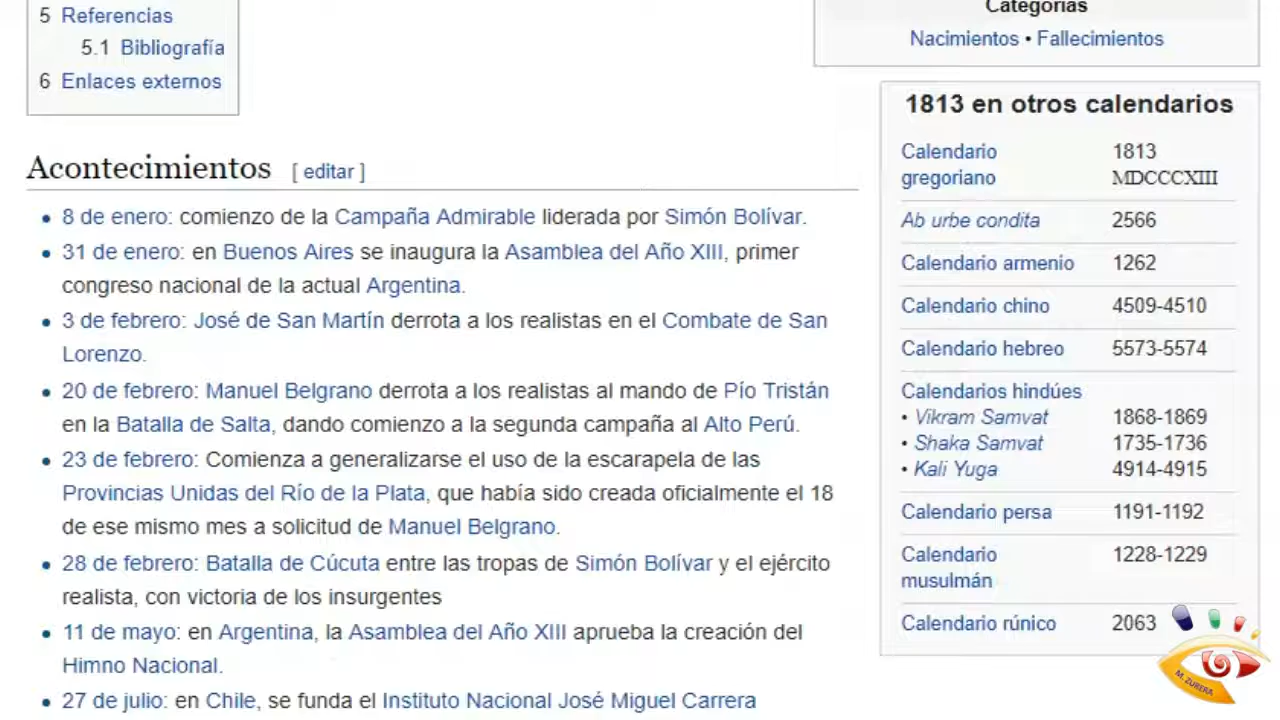 5 Referencias
5.1 Bibliografía
6 Enlaces externos
Categorías
Nacimientos • Fallecimientos
Acontecimientos [ editar ]
• 8 de enero: comienzo de la Campaña Admirable liderada por Simón Bolívar.
• 31 de enero: en Buenos Aires se inaugura la Asamblea del Año XIII, primer
congreso nacional de la actual Argentina.
• 3 de febrero: José de San Martín derrota a los realistas en el Combate de San
Lorenzo.
• 20 de febrero: Manuel Belgrano derrota a los realistas al mando de Pío Tristán
en la Batalla de Salta, dando comienzo a la segunda campaña al Alto Perú.
• 23 de febrero: Comienza a generalizarse el uso de la escarapela de las
Provincias Unidas del Río de la Plata, que había sido creada oficialmente el 18
de ese mismo mes a solicitud de Manuel Belgrano.
• 28 de febrero: Batalla de Cúcuta entre las tropas de Simón Bolívar y el ejército
realista, con victoria de los insurgentes
• 11 de mayo: en Argentina, la Asamblea del Año XIII aprueba la creación del
Himno Nacional.
• 27 de julio: en Chile, se funda el Instituto Nacional José Miguel Carrera
1813 en otros calendarios
Calendario 1813
gregoriano MDCCCXIII
Ab urbe condita 2566
Calendario armenio 1262
Calendario chino 4509-4510
Calendario hebreo 5573-5574
Calendarios hindúes
• Vikram Samvat 1868-1869
• Shaka Samvat 1735-1736
• Kali Yuga 4914-4915
Calendario persa 1191-1192
Calendario 1228-1229
musulmán
Calendario rúnico 2063
M. ZURERA